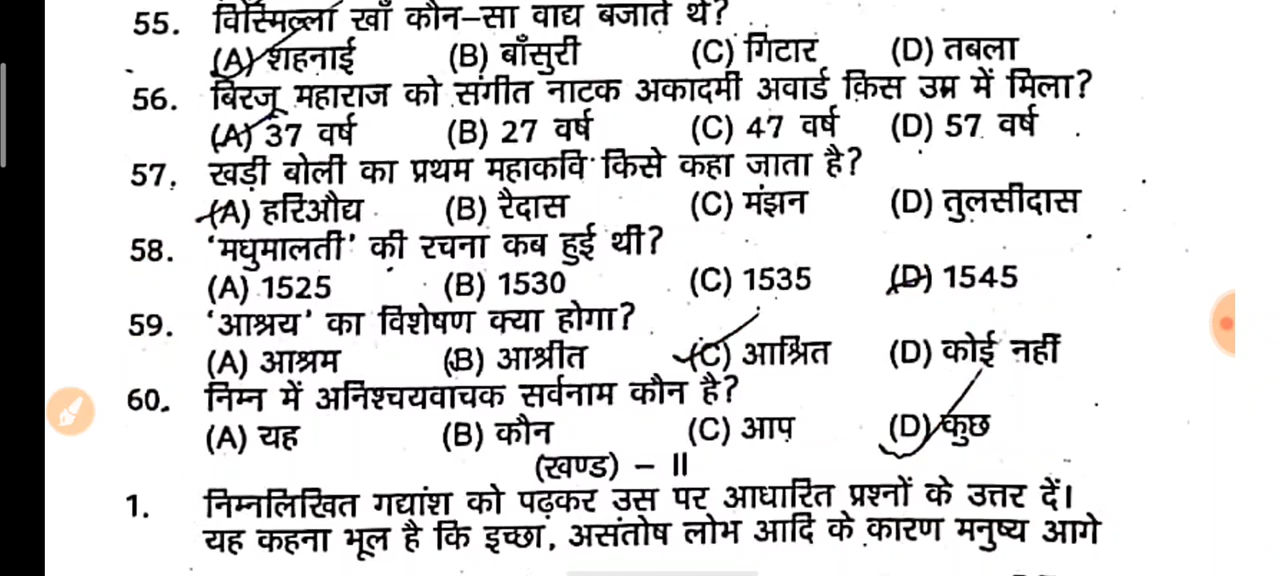 55. विस्मिल्ला खाँ कौन-सा वाद्य बजाते थे?
(A) शहनाई (B) बाँसुरी (C) गिटार (D) तबला
56. बिरजू महाराज को संगीत नाटक अकादमी अवार्ड किस उम्र में मिला?
(A) 37 वर्ष (B) 27 वर्ष (C) 47 वर्ष (D) 57 वर्ष
57. खड़ी बोली का प्रथम महाकवि किसे कहा जाता है?
(A) हरिऔद्य (B) रैदास (C) मंझन (D) तुलसीदास
58. 'मधुमालती' की रचना कब हुई थी?
(A) 1525 (B) 1530 (C) 1535 (D) 1545
59. 'आश्रय' का विशेषण क्या होगा?
(A) आश्रम (B) आश्रीत (C) आश्रित (D) कोई नहीं
60. निम्न में अनिश्चयवाचक सर्वनाम कौन है?
(A) यह (B) कौन (C) आप (D) कुछ
(खण्ड) – II
1. निम्नलिखित गद्यांश को पढ़कर उस पर आधारित प्रश्नों के उत्तर दें।
यह कहना भूल है कि इच्छा, असंतोष लोभ आदि के कारण मनुष्य आगे